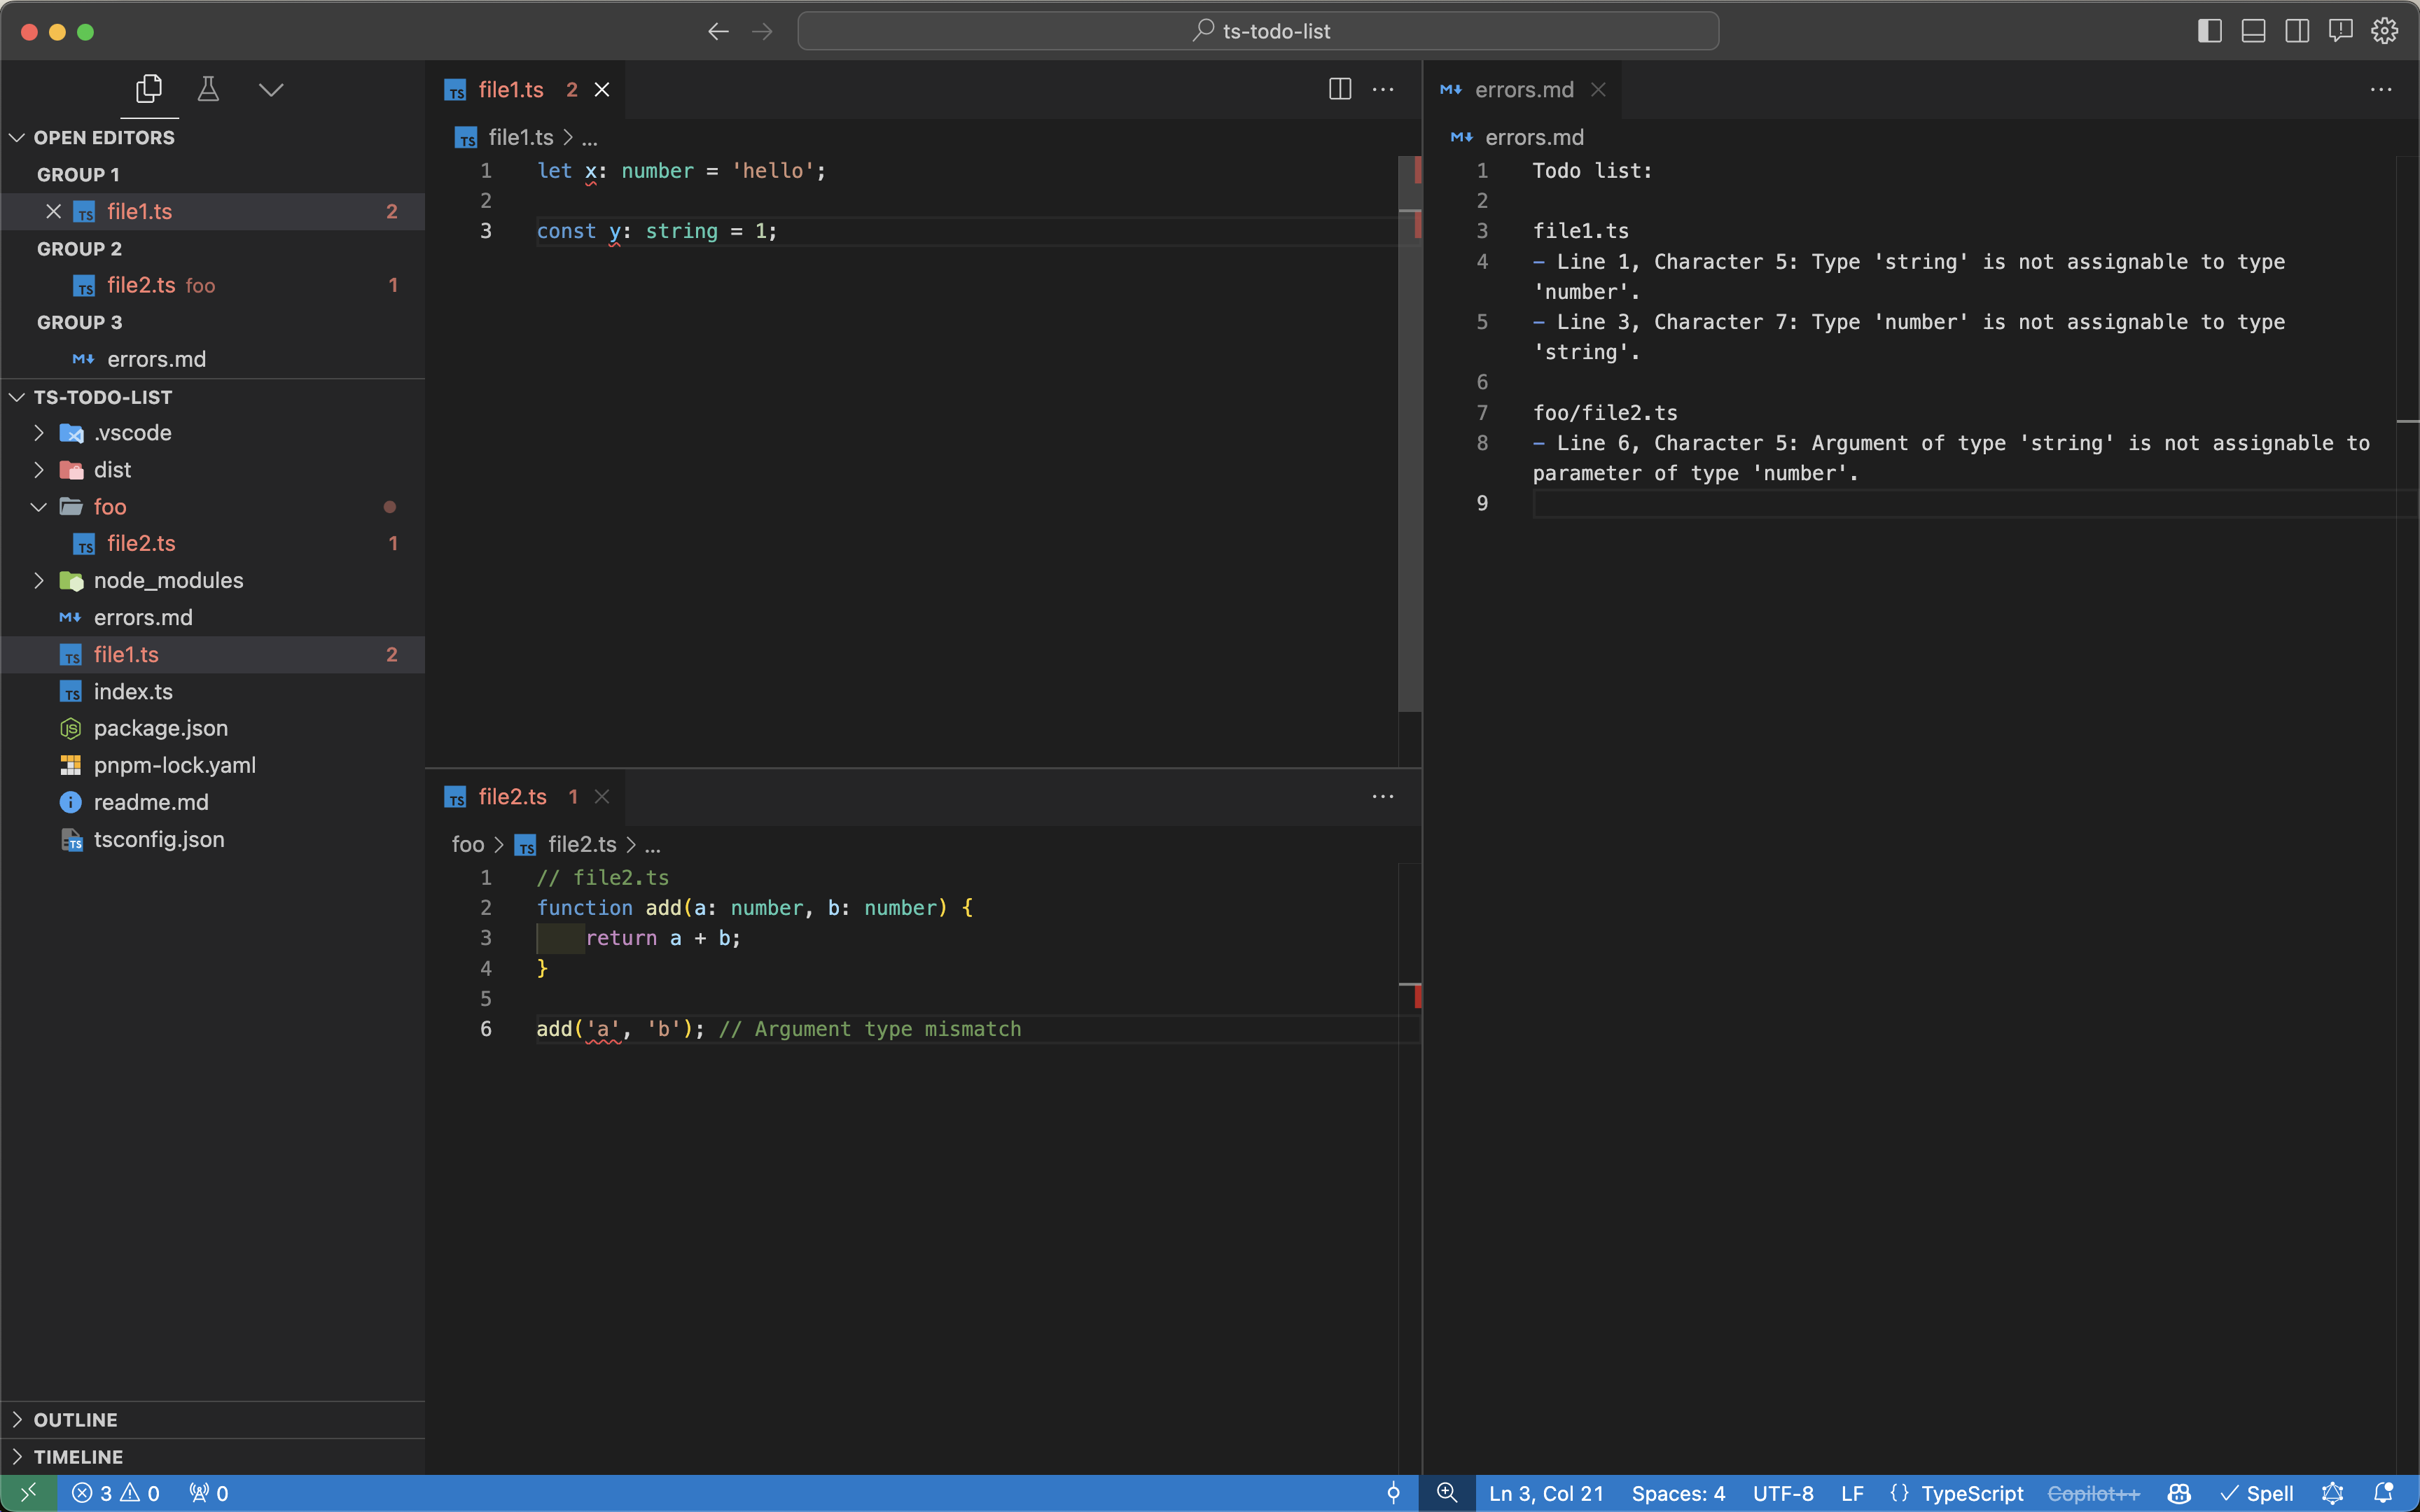 ts-todo-list
OPEN EDITORS
GROUP 1
file1.ts 2
GROUP 2
file2.ts foo 1
GROUP 3
errors.md
TS-TODO-LIST
.vscode
dist
foo
file2.ts 1
node_modules
errors.md
file1.ts 2
index.ts
package.json
pnpm-lock.yaml
readme.md
tsconfig.json
OUTLINE
TIMELINE
file1.ts 2
file1.ts > ...
1 let x: number = 'hello';
2
3 const y: string = 1;
file2.ts 1
foo > file2.ts > ...
1 // file2.ts
2 function add(a: number, b: number) {
3 return a + b;
4 }
5
6 add('a', 'b'); // Argument type mismatch
errors.md
errors.md
1 Todo list:
2
3 file1.ts
4 - Line 1, Character 5: Type 'string' is not assignable to type
'number'.
5 - Line 3, Character 7: Type 'number' is not assignable to type
'string'.
6
7 foo/file2.ts
8 - Line 6, Character 5: Argument of type 'string' is not assignable to
parameter of type 'number'.
9
3 0 0
Ln 3, Col 21 Spaces: 4 UTF-8 LF {} TypeScript Copilot++ Spell